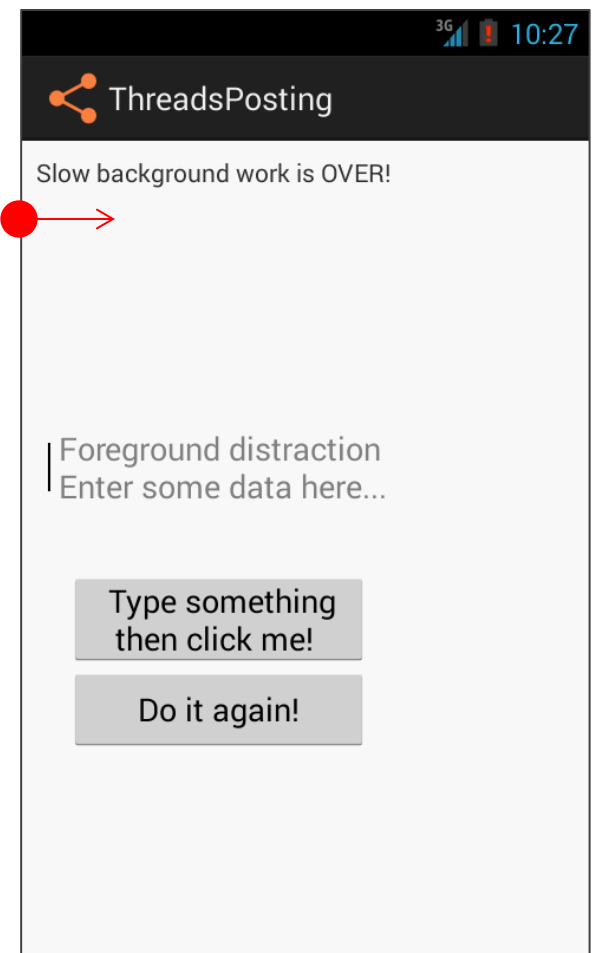 3G 10:27
ThreadsPosting
Slow background work is OVER!
Foreground distraction
Enter some data here...
Type something
then click me!
Do it again!